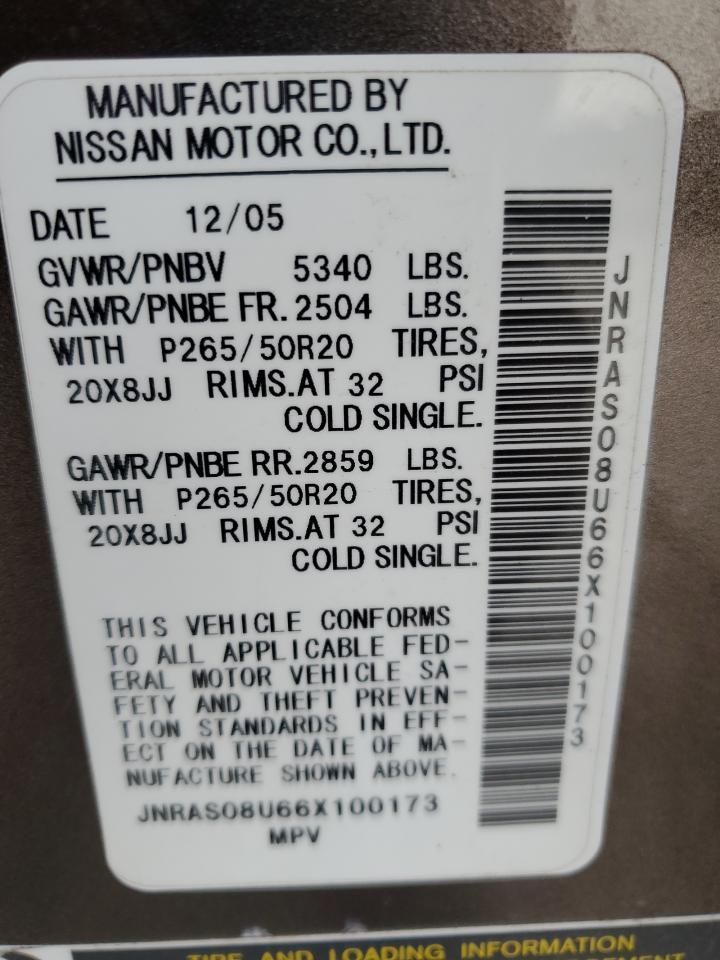 MANUFACTURED BY
NISSAN MOTOR CO.,LTD.
DATE 12/05
GVWR/PNBV 5340 LBS.
GAWR/PNBE FR. 2504 LBS.
WITH P265/50R20 TIRES,
20X8JJ RIMS.AT 32 PSI
COLD SINGLE.
GAWR/PNBE RR. 2859 LBS.
WITH P265/50R20 TIRES,
20X8JJ RIMS.AT 32 PSI
COLD SINGLE.
THIS VEHICLE CONFORMS
TO ALL APPLICABLE FED-
ERAL MOTOR VEHICLE SA-
FETY AND THEFT PREVEN-
TION STANDARDS IN EFF-
ECT ON THE DATE OF MA-
NUFACTURE SHOWN ABOVE.
JNRAS08U66X100173
MPV
JNRAS08U66X100173
TIRE AND LOADING INFORMATION